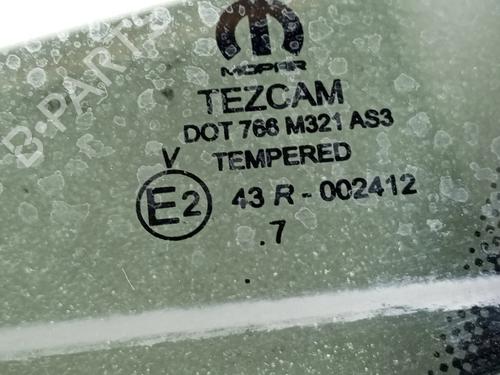 MOPAR
TEZCAM
DOT 766 M321 AS3
V TEMPERED
E2 43 R - 002412
.7
B-Parts